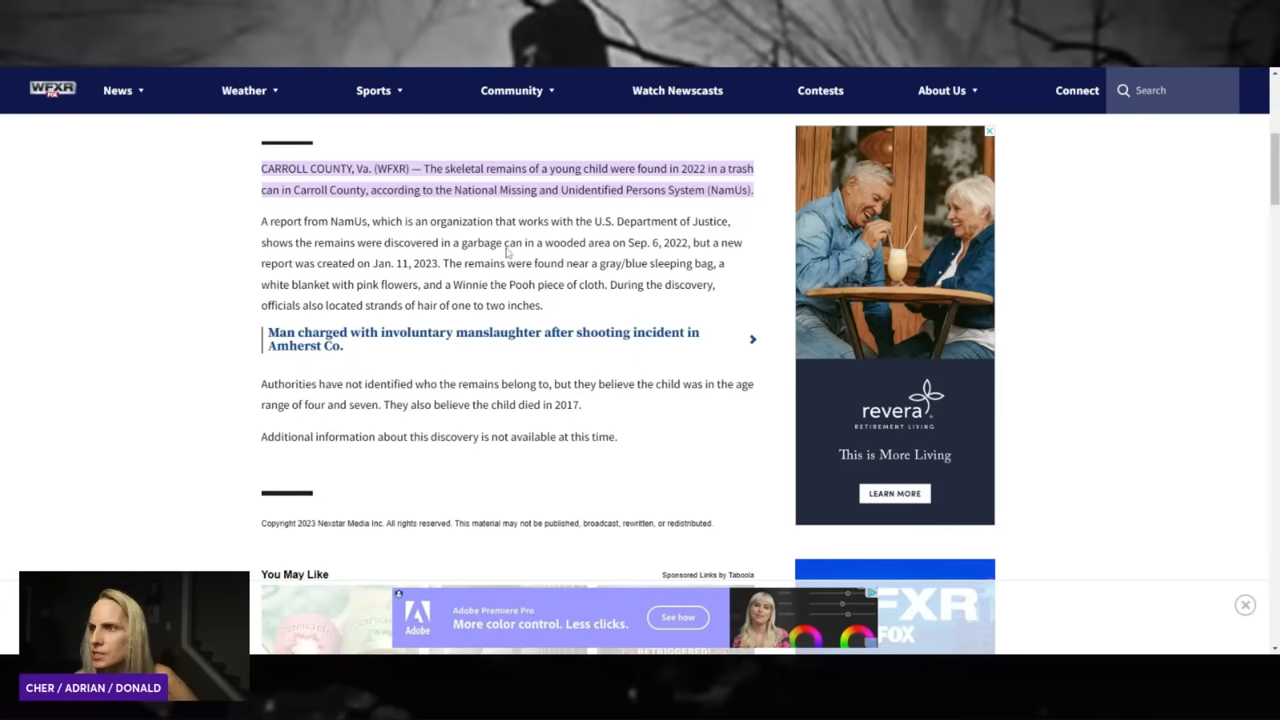 WFXR
FOX
News
Weather
Sports
Community
Watch Newscasts
Contests
About Us
Connect
Search
CARROLL COUNTY, Va. (WFXR) — The skeletal remains of a young child were found in 2022 in a trash
can in Carroll County, according to the National Missing and Unidentified Persons System (NamUs).
A report from NamUs, which is an organization that works with the U.S. Department of Justice,
shows the remains were discovered in a garbage can in a wooded area on Sep. 6, 2022, but a new
report was created on Jan. 11, 2023. The remains were found near a gray/blue sleeping bag, a
white blanket with pink flowers, and a Winnie the Pooh piece of cloth. During the discovery,
officials also located strands of hair of one to two inches.
Man charged with involuntary manslaughter after shooting incident in
Amherst Co.
Authorities have not identified who the remains belong to, but they believe the child was in the age
range of four and seven. They also believe the child died in 2017.
Additional information about this discovery is not available at this time.
Copyright 2023 Nexstar Media Inc. All rights reserved. This material may not be published, broadcast, rewritten, or redistributed.
revera
RETIREMENT LIVING
This is More Living
LEARN MORE
You May Like
Sponsored Links by Taboola
Adobe
Adobe Premiere Pro
More color control. Less clicks.
See how
FXR
FOX
CHER / ADRIAN / DONALD